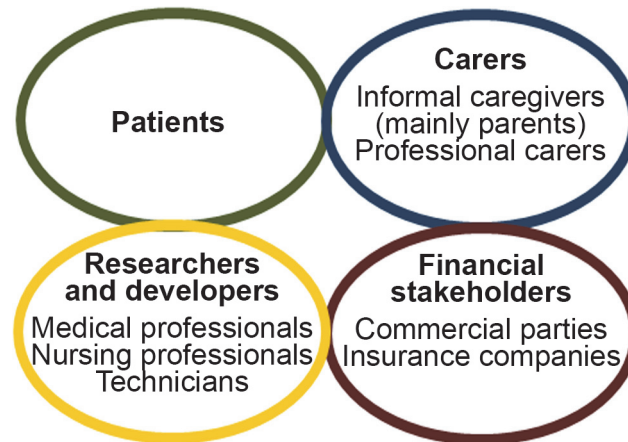 Patients
Carers
Informal caregivers
(mainly parents)
Professional carers
Researchers
and developers
Medical professionals
Nursing professionals
Technicians
Financial
stakeholders
Commercial parties
Insurance companies